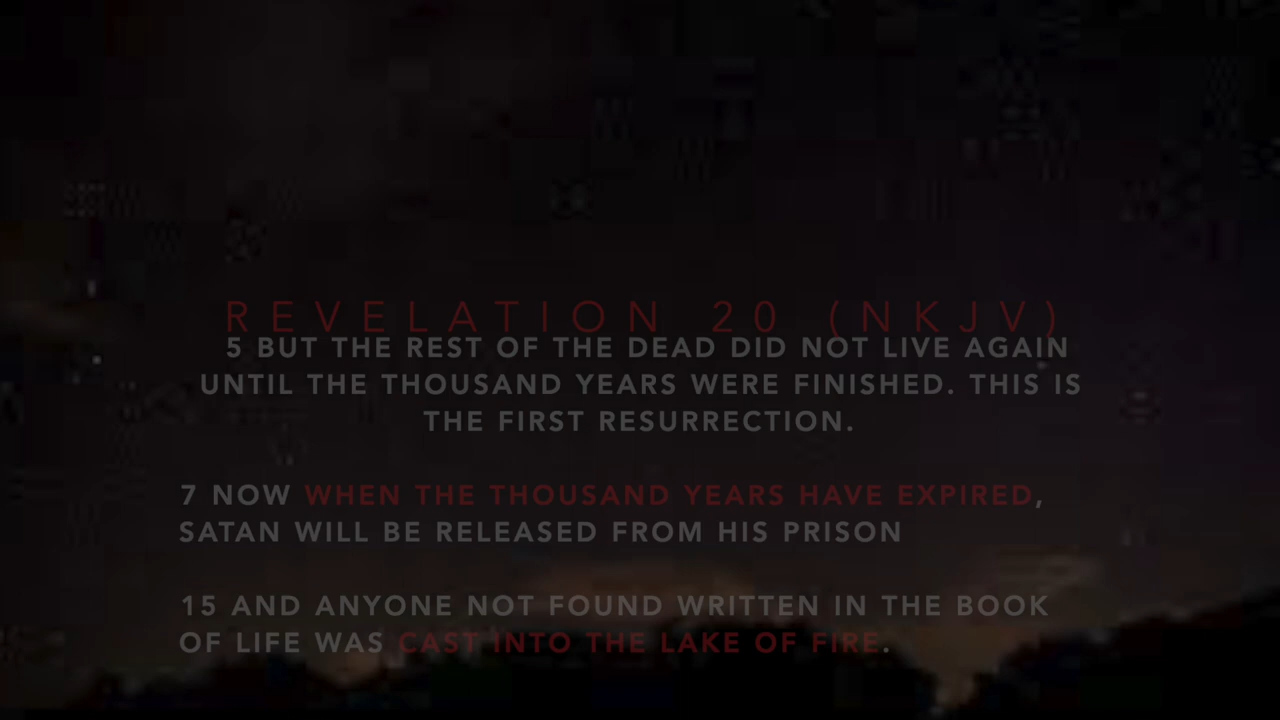 REVELATION 20 (NKJV)
5 BUT THE REST OF THE DEAD DID NOT LIVE AGAIN
UNTIL THE THOUSAND YEARS WERE FINISHED. THIS IS
THE FIRST RESURRECTION.
7 NOW WHEN THE THOUSAND YEARS HAVE EXPIRED,
SATAN WILL BE RELEASED FROM HIS PRISON
15 AND ANYONE NOT FOUND WRITTEN IN THE BOOK
OF LIFE WAS CAST INTO THE LAKE OF FIRE.